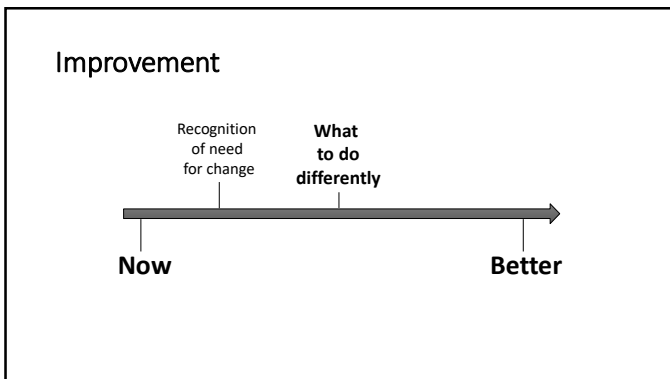 Improvement
Recognition
of need
for change
What
to do
differently
Now
Better